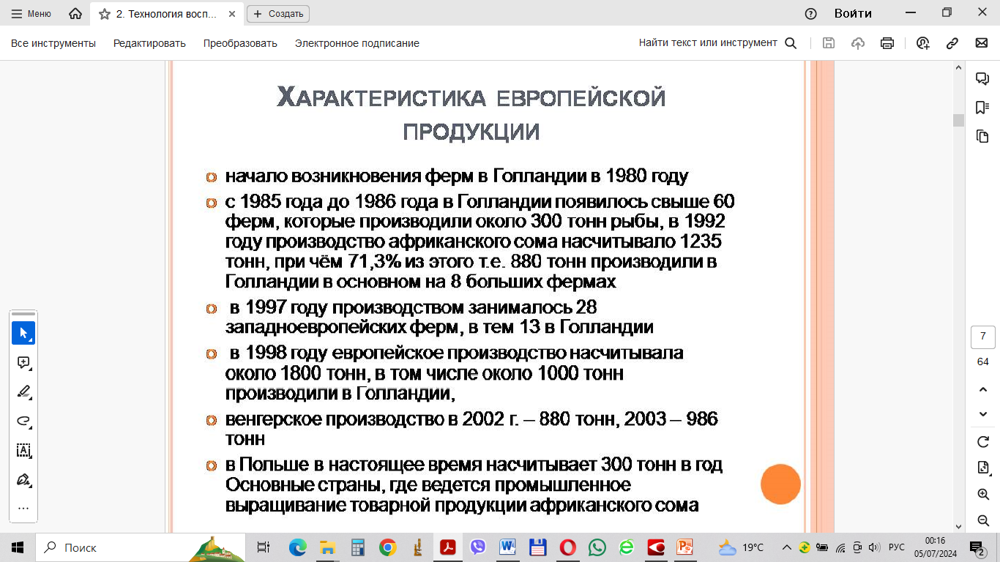 Меню
2. Технология восп...
Создать
Войти
Все инструменты
Редактировать
Преобразовать
Электронное подписание
Найти текст или инструмент
ХАРАКТЕРИСТИКА ЕВРОПЕЙСКОЙ
ПРОДУКЦИИ
начало возникновения ферм в Голландии в 1980 году
с 1985 года до 1986 года в Голландии появилось свыше 60
ферм, которые производили около 300 тонн рыбы, в 1992
году производство африканского сома насчитывало 1235
тонн, при чём 71,3% из этого т.е. 880 тонн производили в
Голландии в основном на 8 больших фермах
в 1997 году производством занималось 28
западноевропейских ферм, в тем 13 в Голландии
в 1998 году европейское производство насчитывала
около 1800 тонн, в том числе около 1000 тонн
производили в Голландии,
венгерское производство в 2002 г. – 880 тонн, 2003 – 986
тонн
в Польше в настоящее время насчитывает 300 тонн в год
Основные страны, где ведется промышленное
выращивание товарной продукции африканского сома
7
64
Поиск
19°C
РУС
00:16
05/07/2024
2